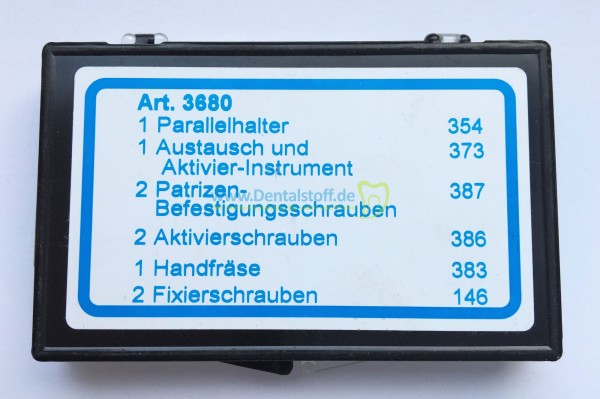 Art. 3680
1 Parallelhalter 354
1 Austausch und 373
Aktivier-Instrument
www.Dentalstoff.de
2 Patrizen- 387
Befestigungsschrauben
2 Aktivierschrauben 386
1 Handfräse 383
2 Fixierschrauben 146